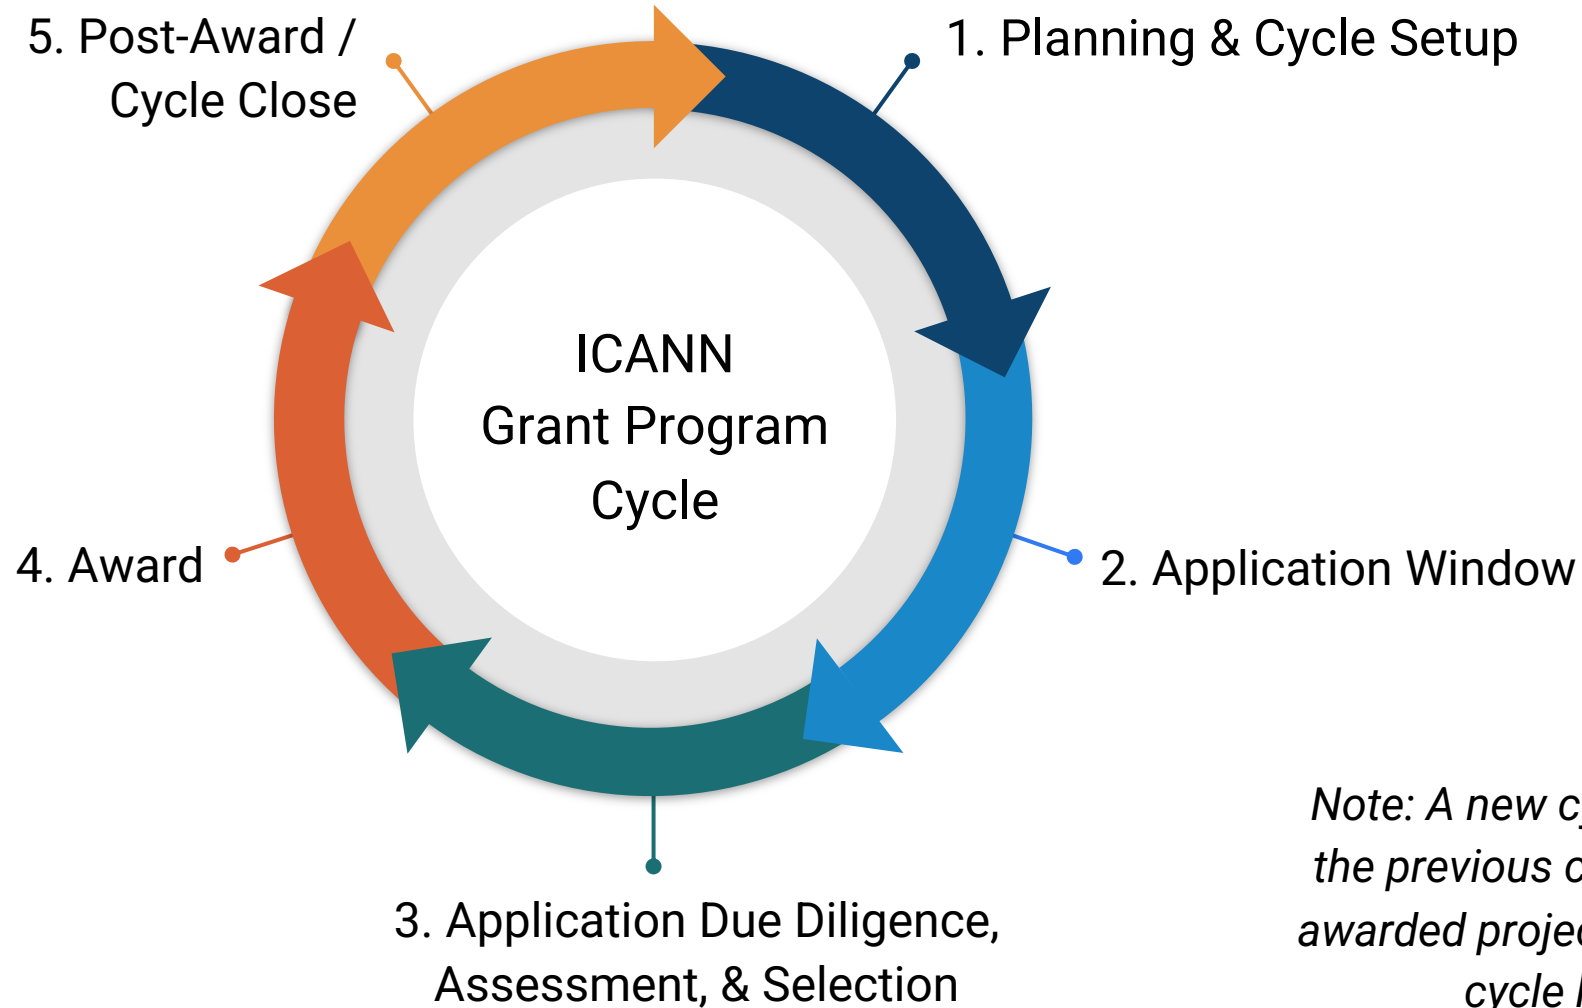 5. Post-Award /
Cycle Close
1. Planning & Cycle Setup
ICANN
Grant Program
Cycle
4. Award
2. Application Window
3. Application Due Diligence,
Assessment, & Selection
Note: A new
the previous
awarded
cycle